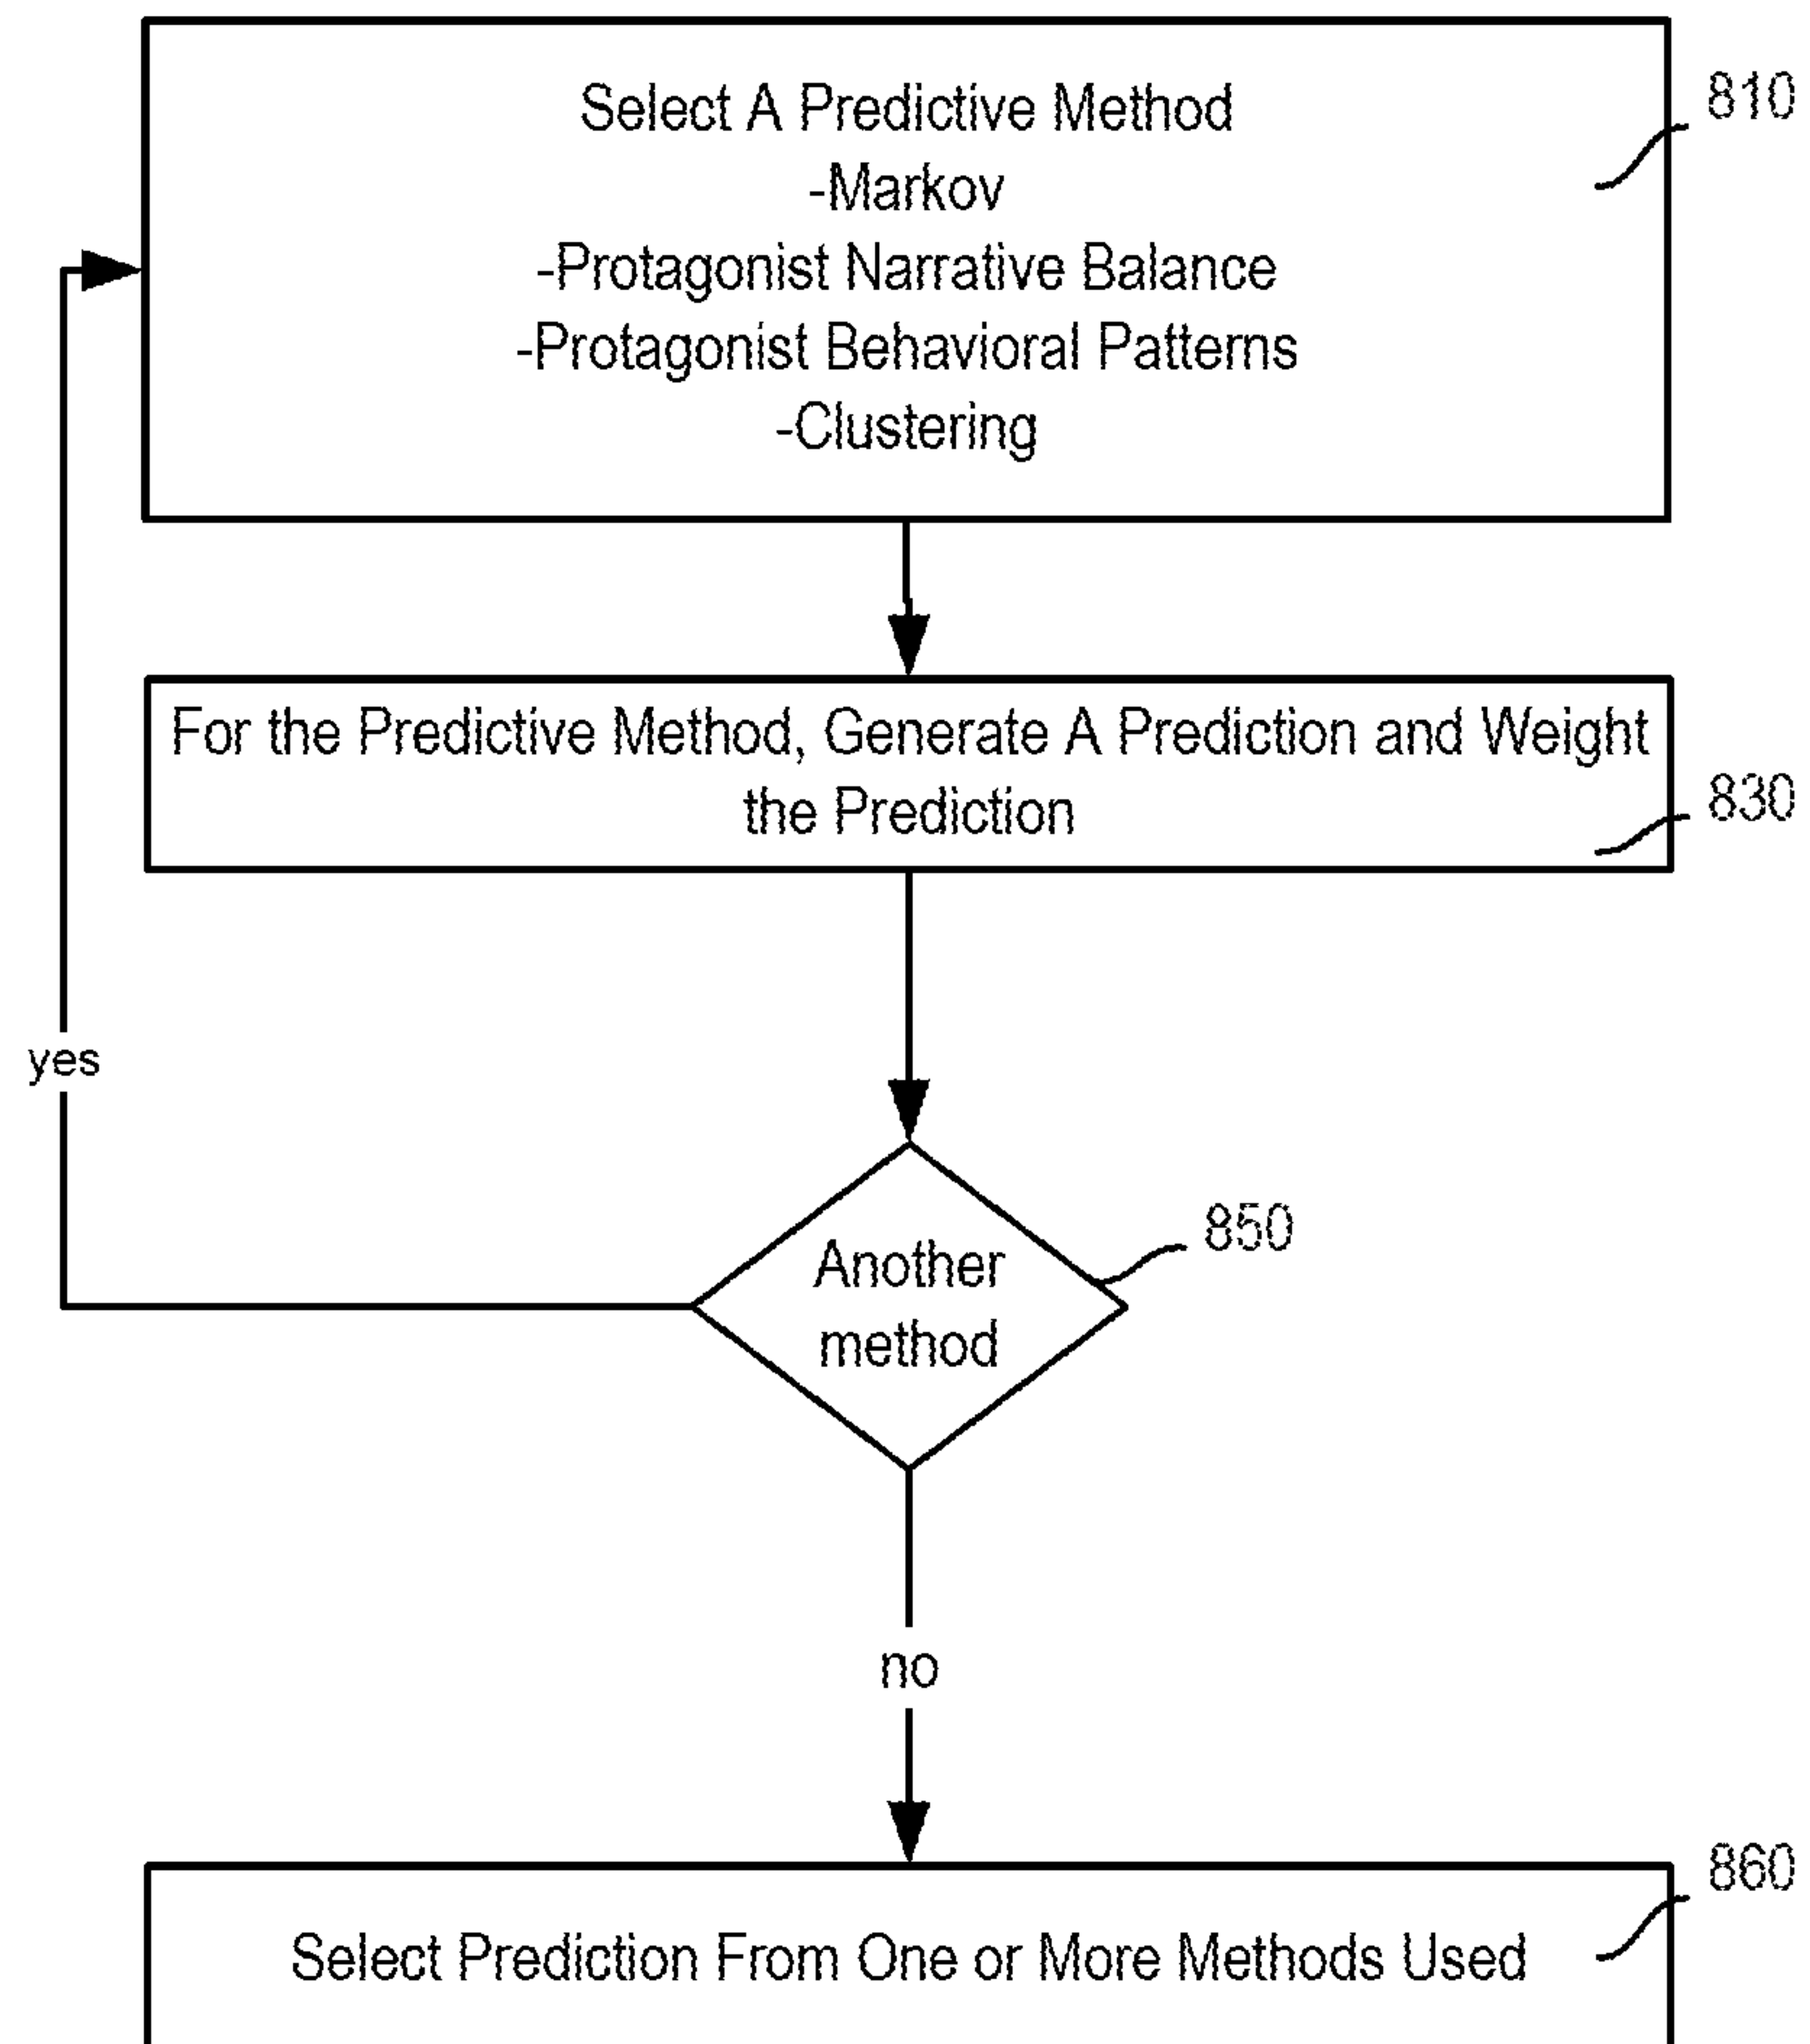 Select A Predictive Method
-Markov
-Protagonist Narrative Balance
-Protagonist Behavioral Patterns
-Clustering
810
For the Predictive Method, Generate A Prediction and Weight
the Prediction
830
yes
Another
method
850
no
860
Select Prediction From One or More Methods Used